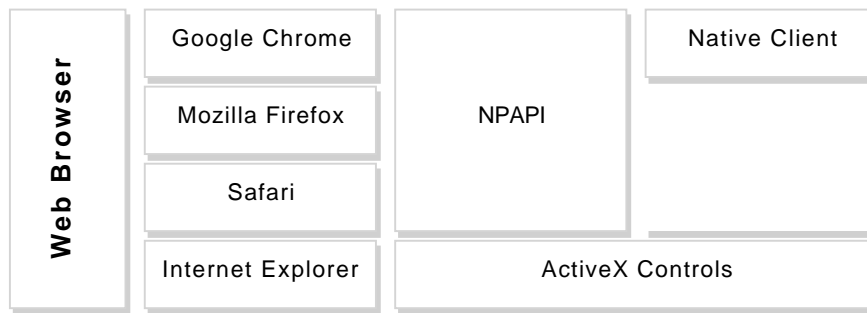 Web Browser
Google Chrome
Mozilla Firefox
Safari
Internet Explorer
NPAPI
Native Client
ActiveX Controls